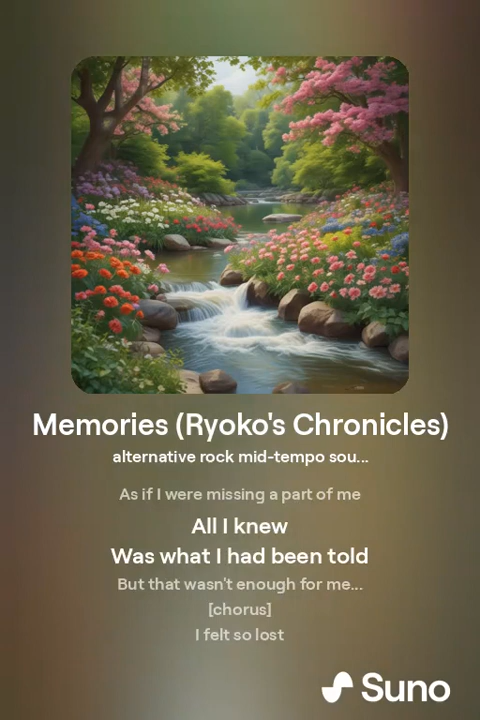 Memories (Ryoko's Chronicles)
alternative rock mid-tempo sou...
As if I were missing a part of me
All I knew
Was what I had been told
But that wasn't enough for me...
[chorus]
I felt so lost
Suno